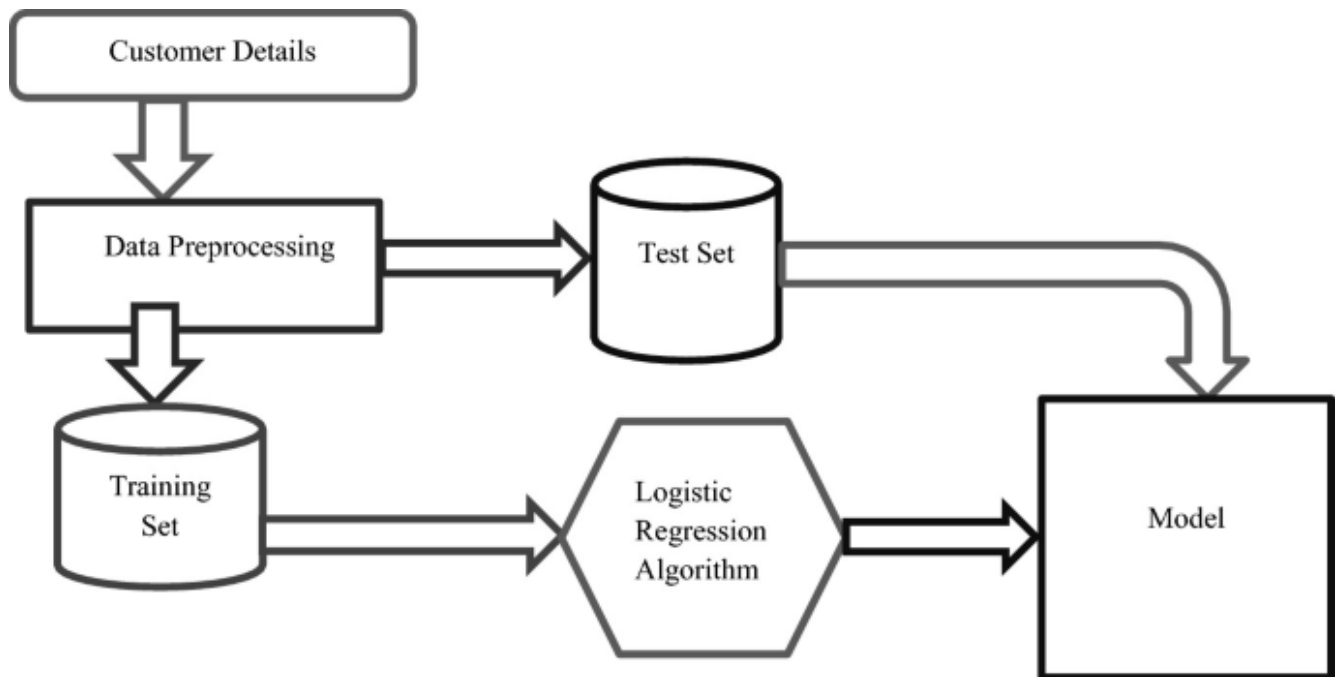 Customer Details
Data Preprocessing
Test Set
Training
Set
Logistic
Regression
Algorithm
Model